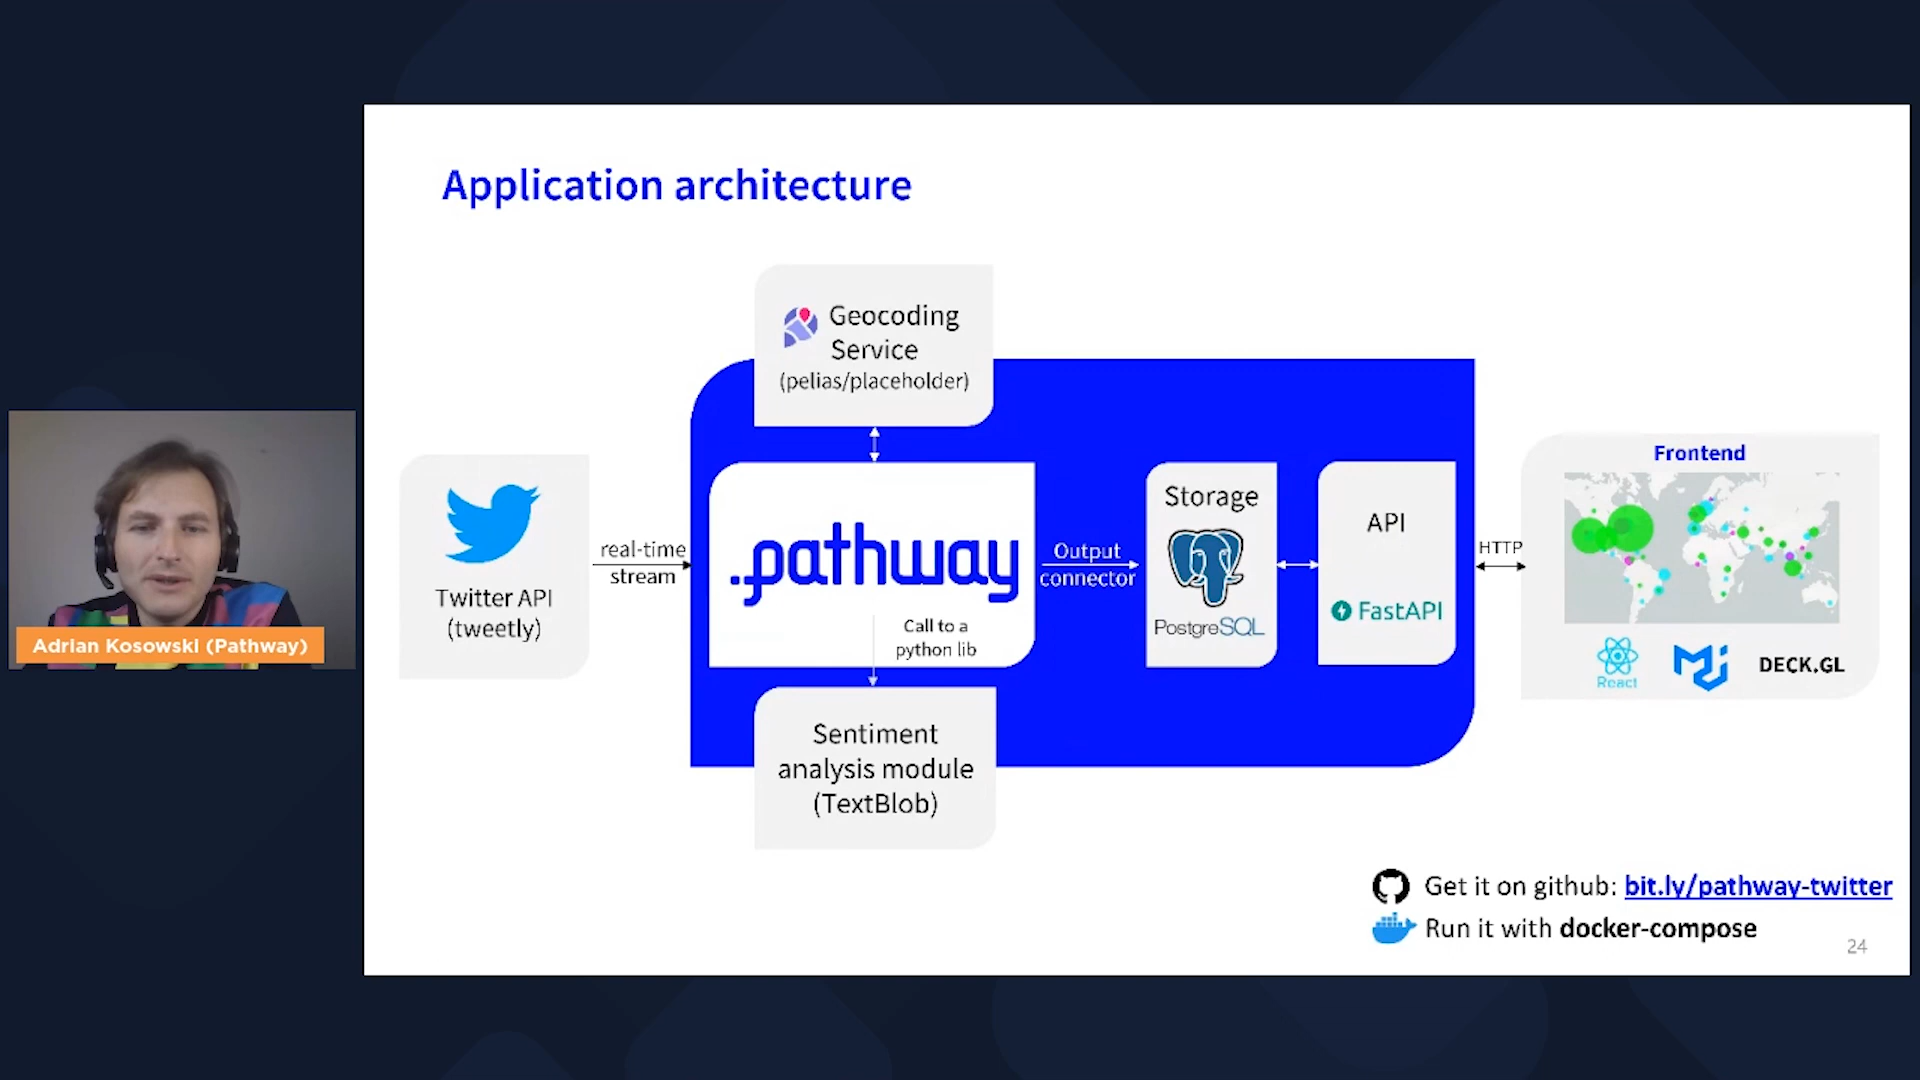 Application architecture
Geocoding
Service
(pelias/placeholder)
Twitter API
(tweetly)
real-time
stream
.pathway
Call to a
python lib
Sentiment
analysis module
(TextBlob)
Output
connector
Storage
PostgreSQL
API
FastAPI
HTTP
Frontend
React
DECK.GL
Adrian Kosowski (Pathway)
Get it on github: bit.ly/pathway-twitter
Run it with docker-compose
24